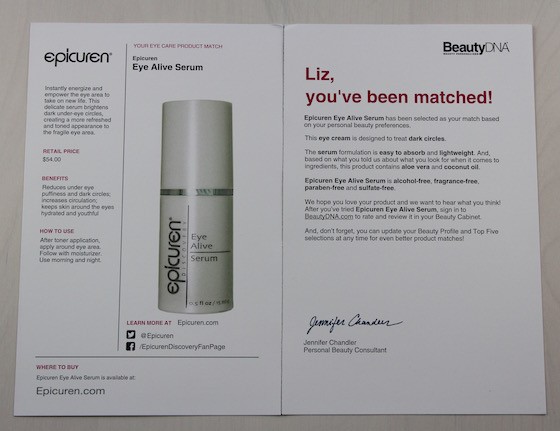 epicuren®
Instantly energize and
empower the eye area to
take on new life. This
delicate serum brightens
dark under-eye circles,
creating a more refreshed
and toned appearance to
the fragile eye area.
RETAIL PRICE
$54.00
BENEFITS
Reduces under eye
puffiness and dark circles;
increases circulation;
keeps skin around the eyes
hydrated and youthful
HOW TO USE
After toner application,
apply around eye area.
Follow with moisturizer.
Use morning and night.
YOUR EYE CARE PRODUCT MATCH
Epicuren
Eye Alive Serum
epicuren®
DISCOVERY
Eye
Alive
Serum
LEARN MORE AT Epicuren.com
@Epicuren
/EpicurenDiscoveryFanPage
WHERE TO BUY
Epicuren Eye Alive Serum is available at:
Epicuren.com
BeautyDNA
Liz,
you've been matched!
Epicuren Eye Alive Serum has been selected as your match based
on your personal beauty preferences.
This eye cream is designed to treat dark circles.
The serum formulation is easy to absorb and lightweight. And,
based on what you told us about what you look for when it comes to
ingredients, this product contains aloe vera and coconut oil.
Epicuren Eye Alive Serum is alcohol-free, fragrance-free,
paraben-free and sulfate-free.
We hope you love your product and we want to hear what you think!
After you've tried Epicuren Eye Alive Serum, sign in to
BeautyDNA.com to rate and review it in your Beauty Cabinet.
And, don't forget, you can update your Beauty Profile and Top Five
selections at any time for even better product matches!
Jennifer Chandler
Jennifer Chandler
Personal Beauty Consultant